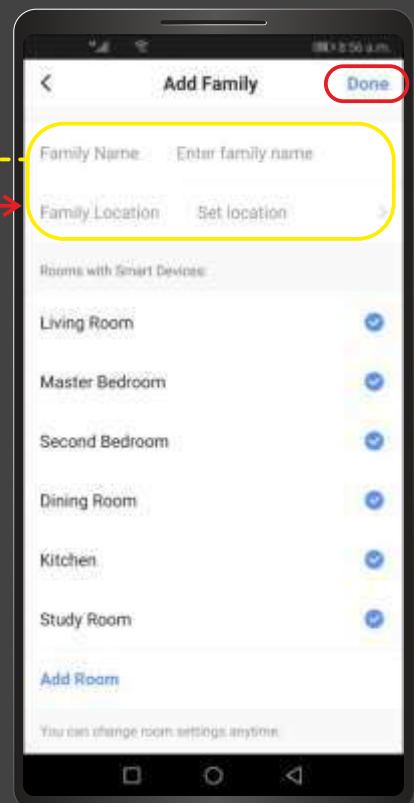 8:56 a.m.
Add Family
Done
Family Name Enter family name
Family Location Set location
Rooms with Smart Devices:
Living Room
Master Bedroom
Second Bedroom
Dining Room
Kitchen
Study Room
Add Room
You can change room settings anytime.